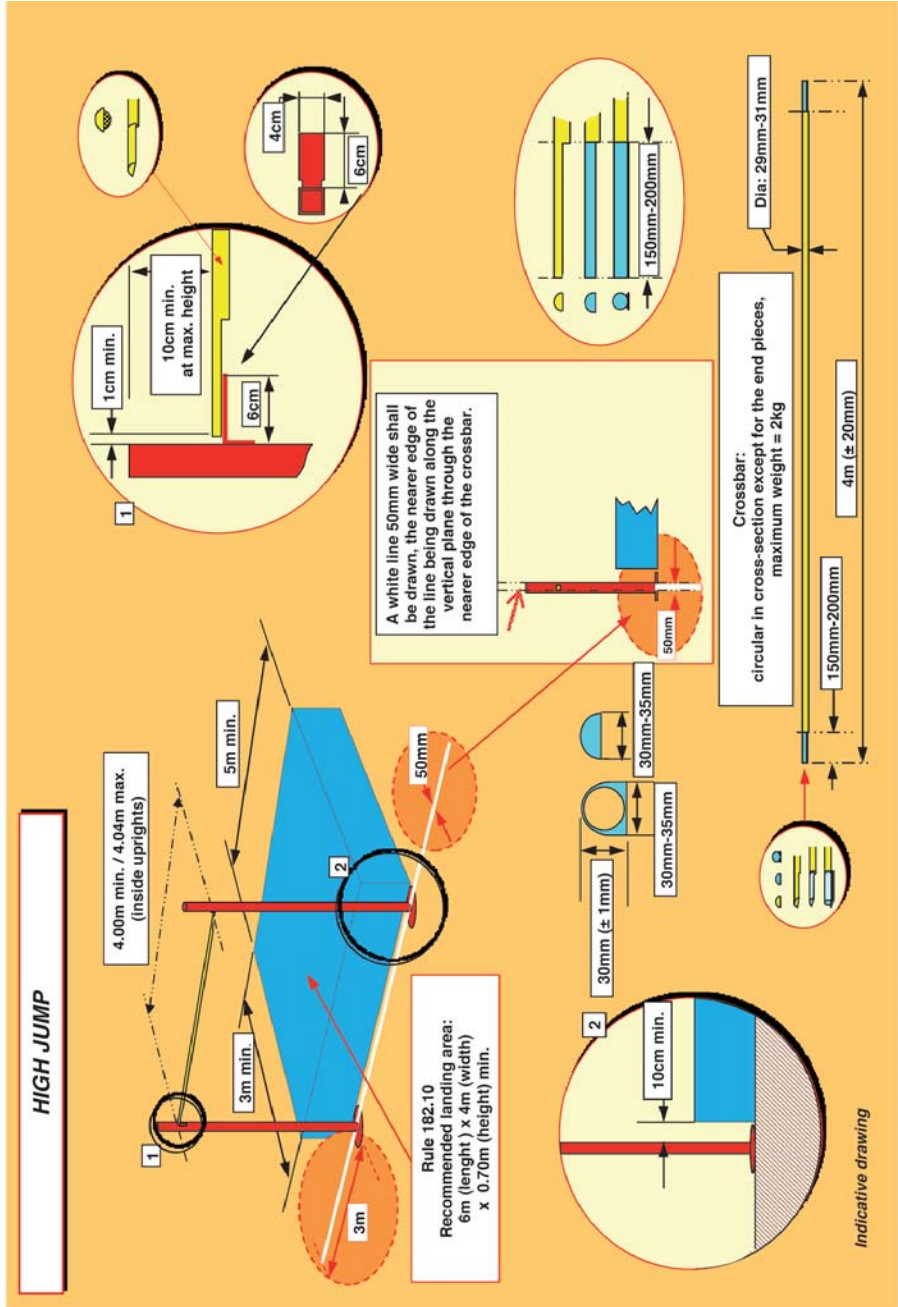 HIGH JUMP
4.00m min. / 4.04m max.
(inside uprights)
1
3m min.
5m min.
2
3m
50mm
Rule 182.10
Recommended landing area:
6m (lenght ) x 4m (width)
x  0.70m (height) min.
1
1cm min.
10cm min.
at max. height
6cm
4cm
6cm
A white line 50mm wide shall
be drawn, the nearer edge of
the line being drawn along the
vertical plane through the
nearer edge of the crossbar.
50mm
150mm-200mm
30mm (± 1mm)
30mm-35mm
30mm-35mm
2
10cm min.
Crossbar:
circular in cross-section except for the end pieces,
maximum weight = 2kg
Dia: 29mm-31mm
150mm-200mm
4m (± 20mm)
Indicative drawing